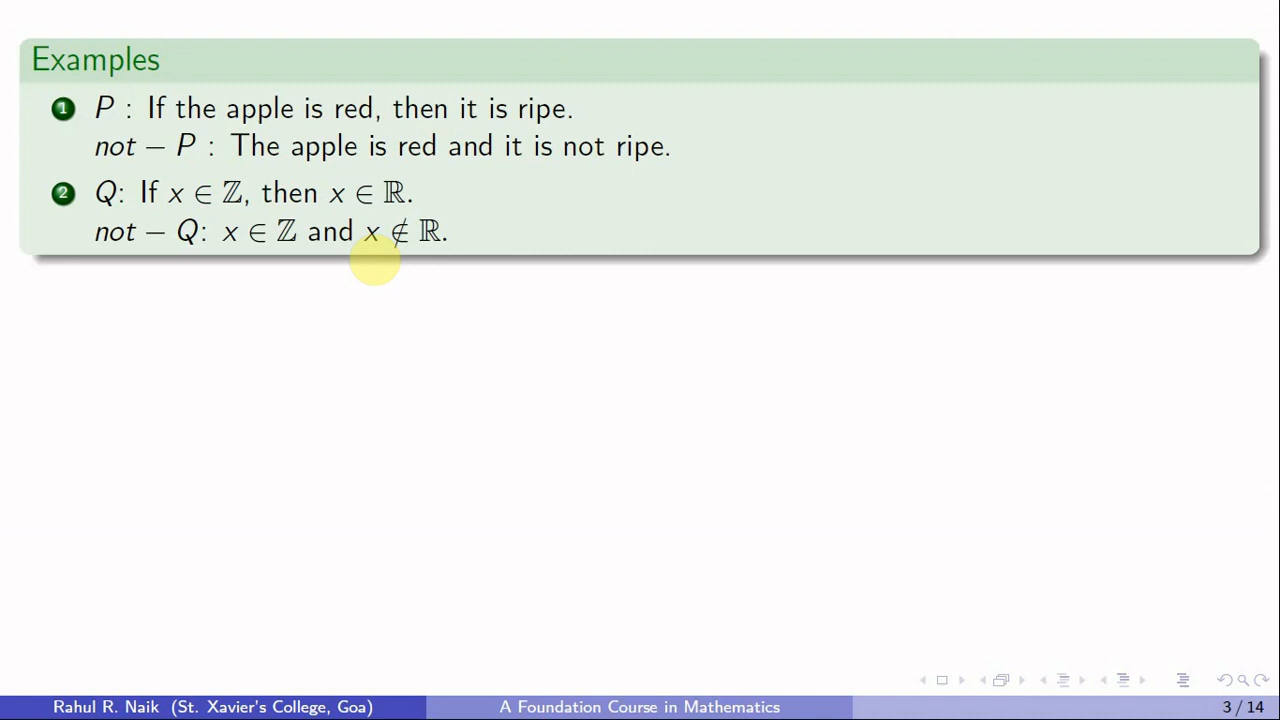 Examples
1 P : If the apple is red, then it is ripe.
not − P : The apple is red and it is not ripe.
2 Q: If x ∈ ℤ, then x ∈ ℝ.
not − Q: x ∈ ℤ and x ∉ ℝ.
Rahul R. Naik (St. Xavier's College, Goa) A Foundation Course in Mathematics 3 / 14